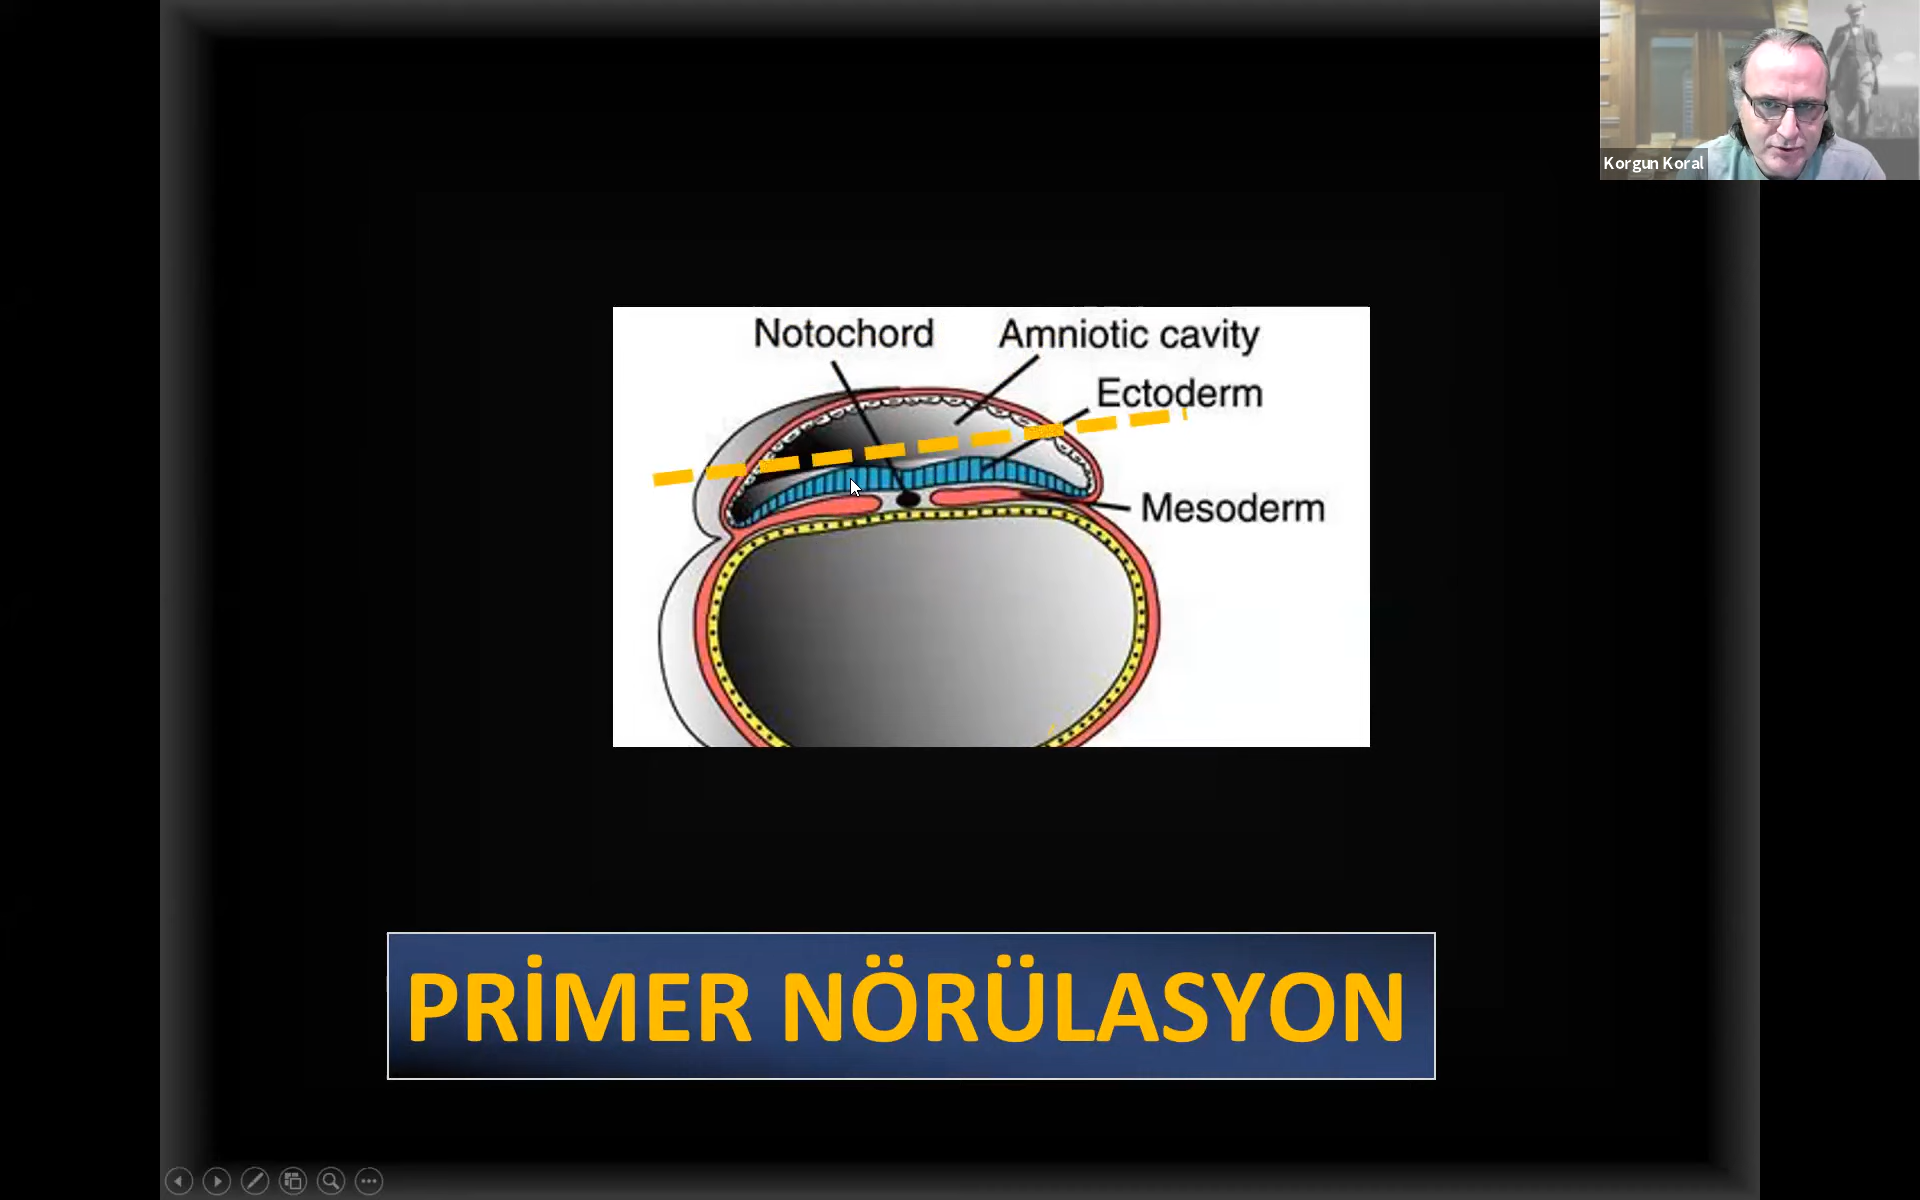 Korgun Koral
Notochord
Amniotic cavity
Ectoderm
Mesoderm
PRİMER NÖRÜLASYON